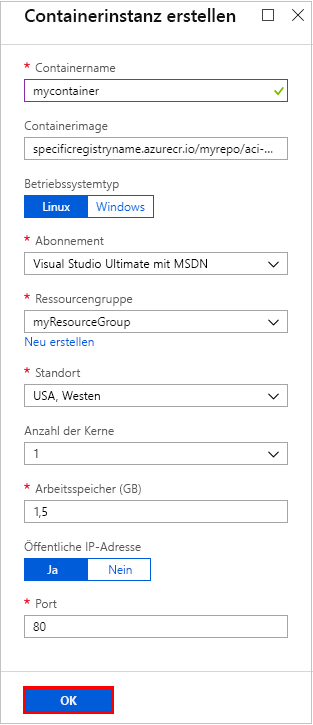 Containerinstanz erstellen
* Containername
mycontainer
Containerimage
specificregistryname.azurecr.io/myrepo/aci-...
Betriebssystemtyp
Linux Windows
* Abonnement
Visual Studio Ultimate mit MSDN
* Ressourcengruppe
myResourceGroup
Neu erstellen
* Standort
USA, Westen
Anzahl der Kerne
1
* Arbeitsspeicher (GB)
1,5
Öffentliche IP-Adresse
Ja Nein
* Port
80
OK